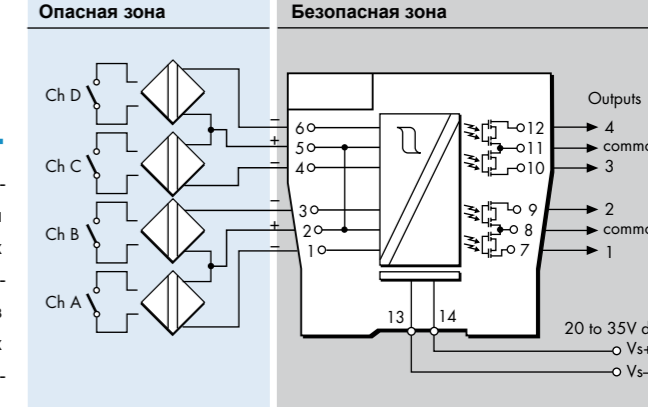 Опасная зона
Безопасная зона
Ch D
Ch C
Ch B
Ch A
−
+
−
−
+
−
6
5
4
3
2
1
12
11
10
9
8
7
13 14
Outputs
4
3
2
1
20 to 35V
Vs+
Vs–